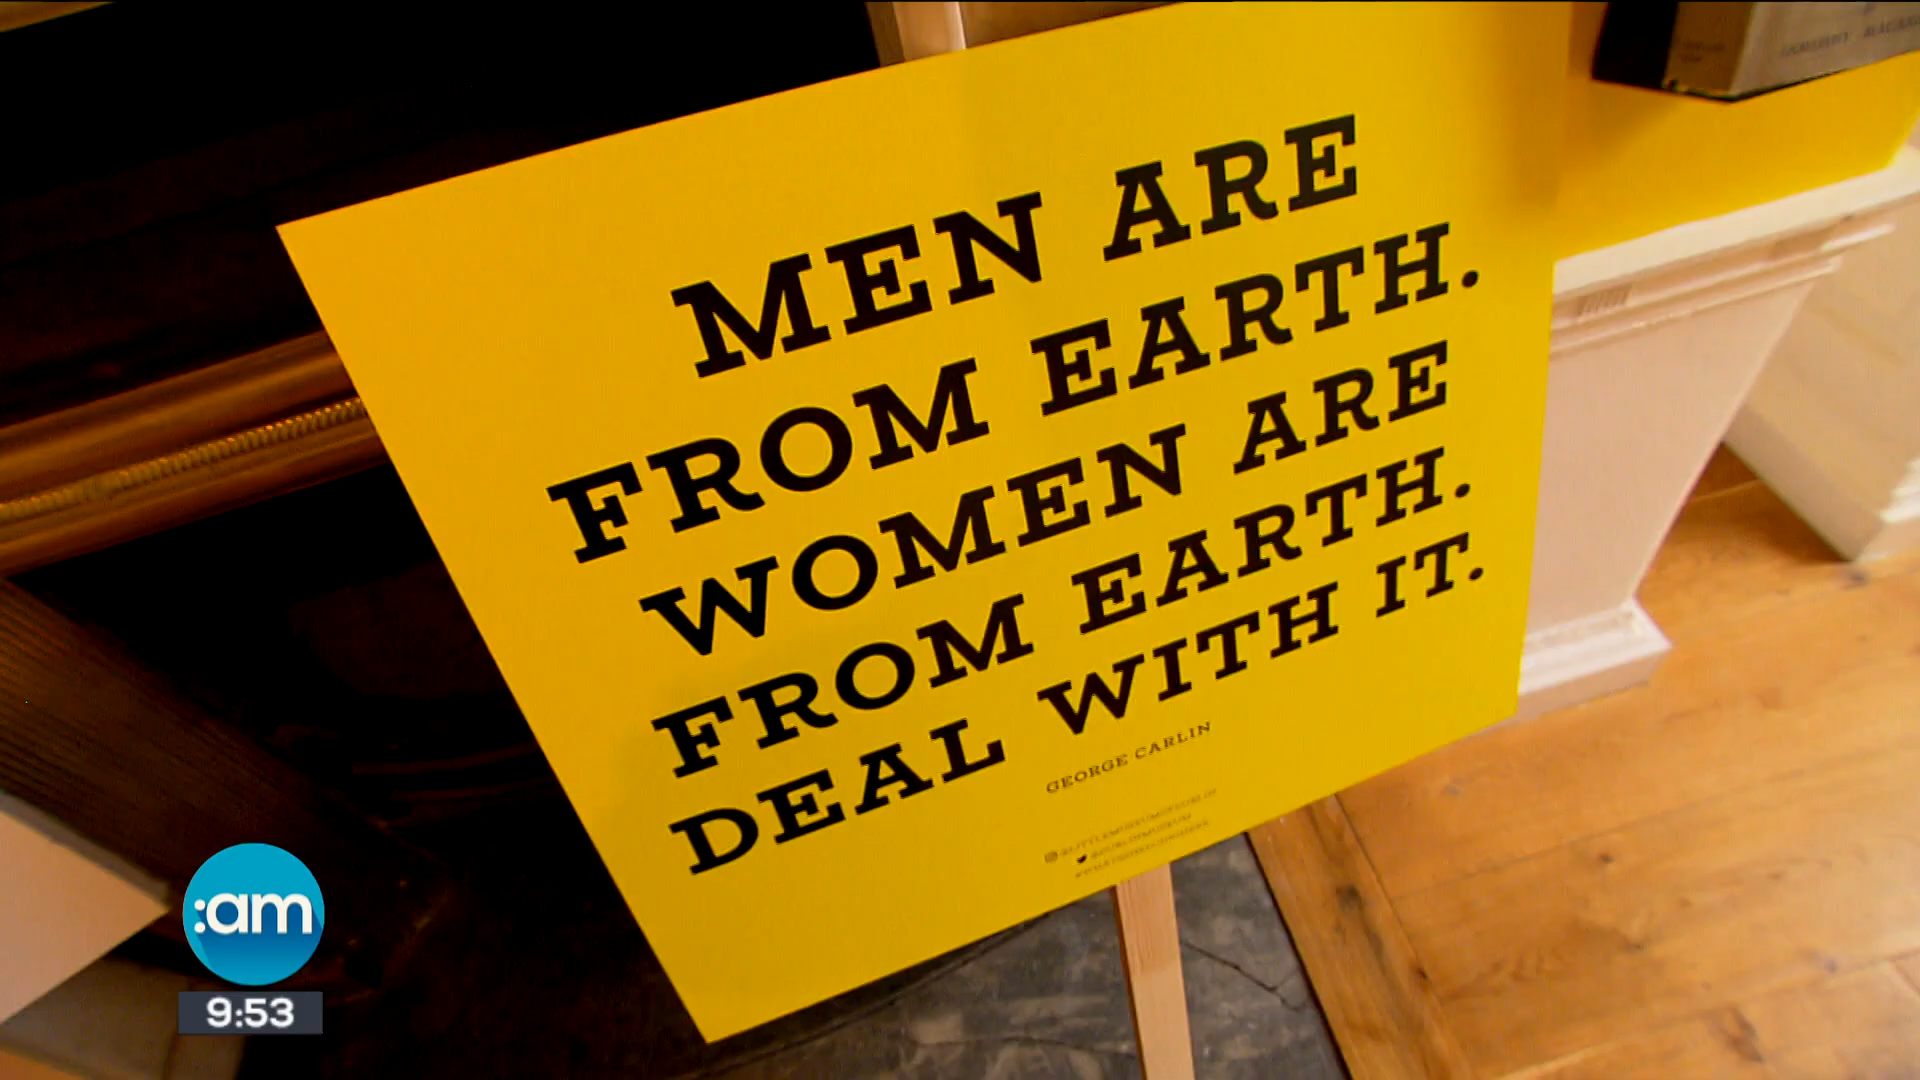 MEN ARE
FROM EARTH.
WOMEN ARE
FROM EARTH.
DEAL WITH IT.
GEORGE CARLIN
:am
9:53